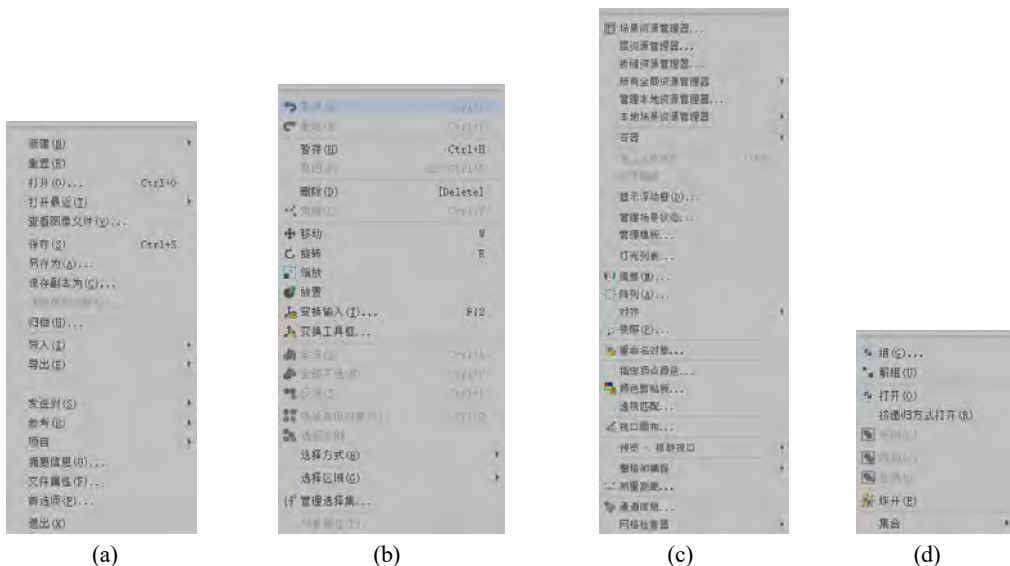 新建(N)
重置(R)
打开(O)... Ctrl+O
打开最近(T)
查看图像文件(V)...
保存(S) Ctrl+S
另存为(A)...
保存副本为(C)...
归档(H)...
导入(I)
导出(E)
发送到(S)
参考(R)
项目
摘要信息(U)...
文件属性(F)...
首选项(P)...
退出(X)
(a)
暂存(H) Ctrl+H
删除(D) [Delete]
移动 W
旋转 E
缩放
放置
变换输入(T)... F12
变换工具框...
选择方式(B)
选择区域(G)
管理选择集...
(b)
场景资源管理器...
层资源管理器...
折缝资源管理器...
所有全局资源管理器
管理本地资源管理器...
本地场景资源管理器
容器
显示浮动框(D)...
管理场景状态...
管理模板...
灯光列表...
镜像(M)...
阵列(A)...
对齐
快照(P)...
重命名对象...
指定顶点颜色...
颜色剪贴板...
透视匹配...
视口画布...
预览 - 抓取视口
栅格和捕捉
测量距离...
通道信息...
网格检查器
(c)
组(G)...
解组(U)
打开(O)
按递归方式打开(R)
炸开(E)
集合
(d)